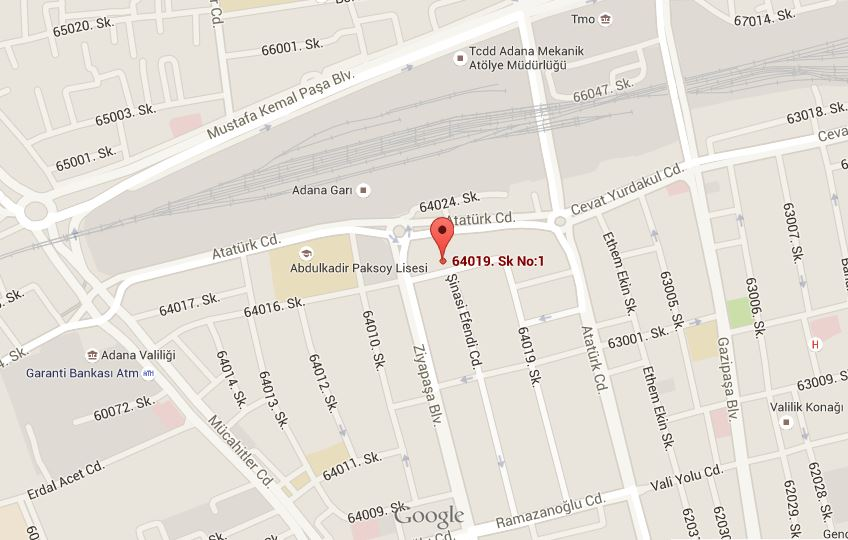 65020. Sk.
Cd.
66001. Sk.
Tmo
67014. Sk.
Tcdd Adana Mekanik
Atölye Müdürlüğü
66047. Sk.
65003. Sk.
Mustafa Kemal Paşa Blv.
63018. Sk.
65001. Sk.
Ceva
Adana Garı
64024. Sk.
Cevat Yurdakul Cd.
Atatürk Cd.
Atatürk Cd.
Abdulkadir Paksoy Lisesi
64019. Sk No:1
Ethem Ekin Sk.
63005. Sk.
63006. Sk.
63007. Sk.
64017. Sk.
64016. Sk.
Şinasi Efendi Cd.
64010. Sk.
64019. Sk.
Atatürk Cd.
63001. Sk.
Gazipaşa Blv.
H
Adana Valiliği
Garanti Bankası Atm
ATM
64014. Sk.
64013. Sk.
64012. Sk.
Ziyapaşa Blv.
Ethem Ekin Sk.
63009. Sk.
60072. Sk.
Valilik Konağı
Mücahitler Cd.
64011. Sk.
Erdal Acet Cd.
Vali Yolu Cd.
64009. Sk.
Google
Ramazanoğlu Cd.
62029. Sk.
62028. Sk.